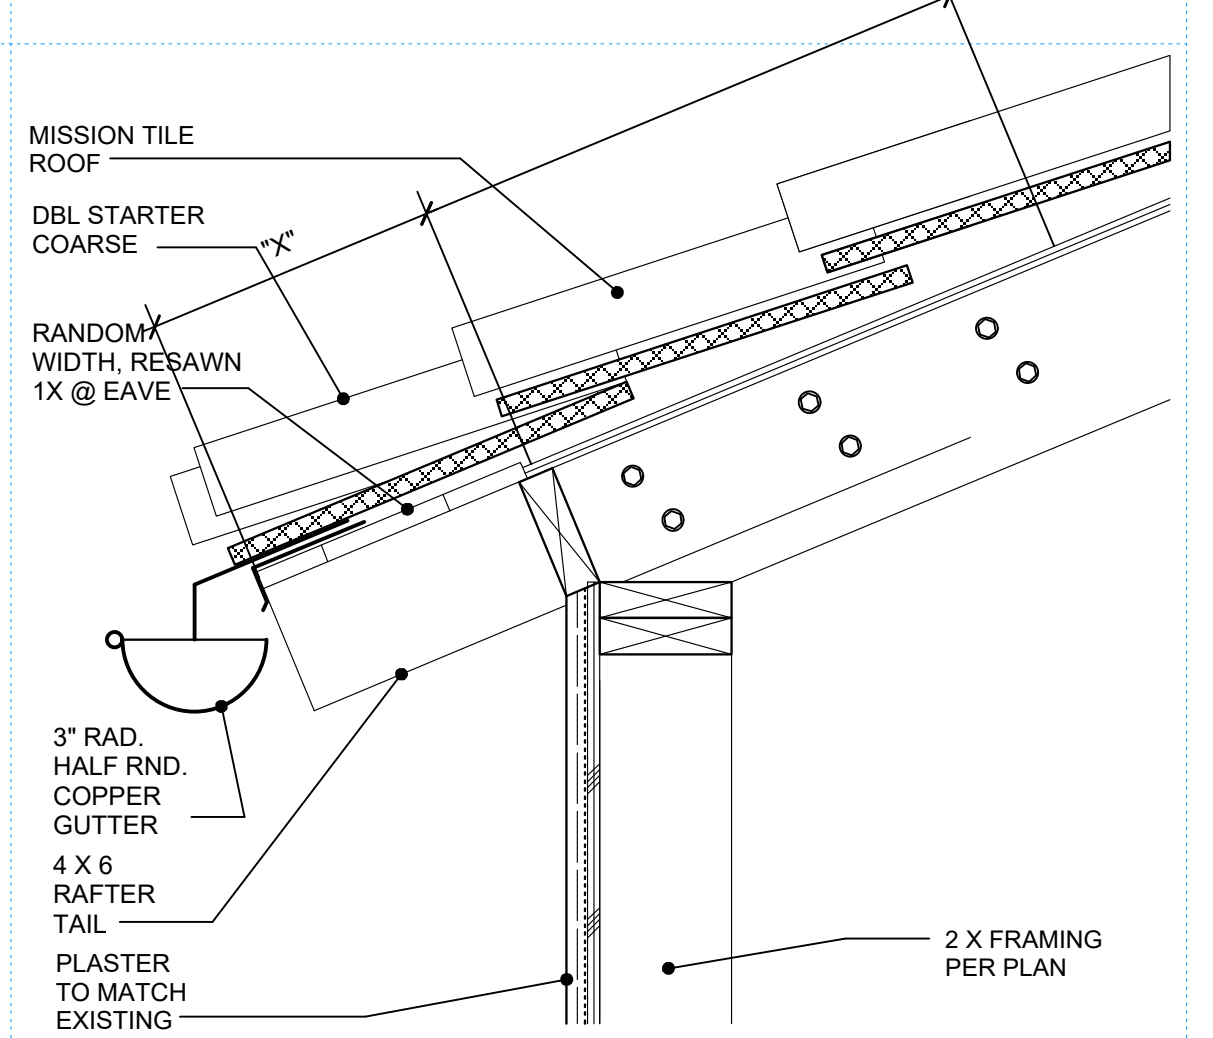 MISSION TILE
ROOF
DBL STARTER
COARSE
"X"
RANDOM
WIDTH, RESAWN
1X @ EAVE
3" RAD.
HALF RND.
COPPER
GUTTER
4 X 6
RAFTER
TAIL
PLASTER
TO MATCH
EXISTING
2 X FRAMING
PER PLAN